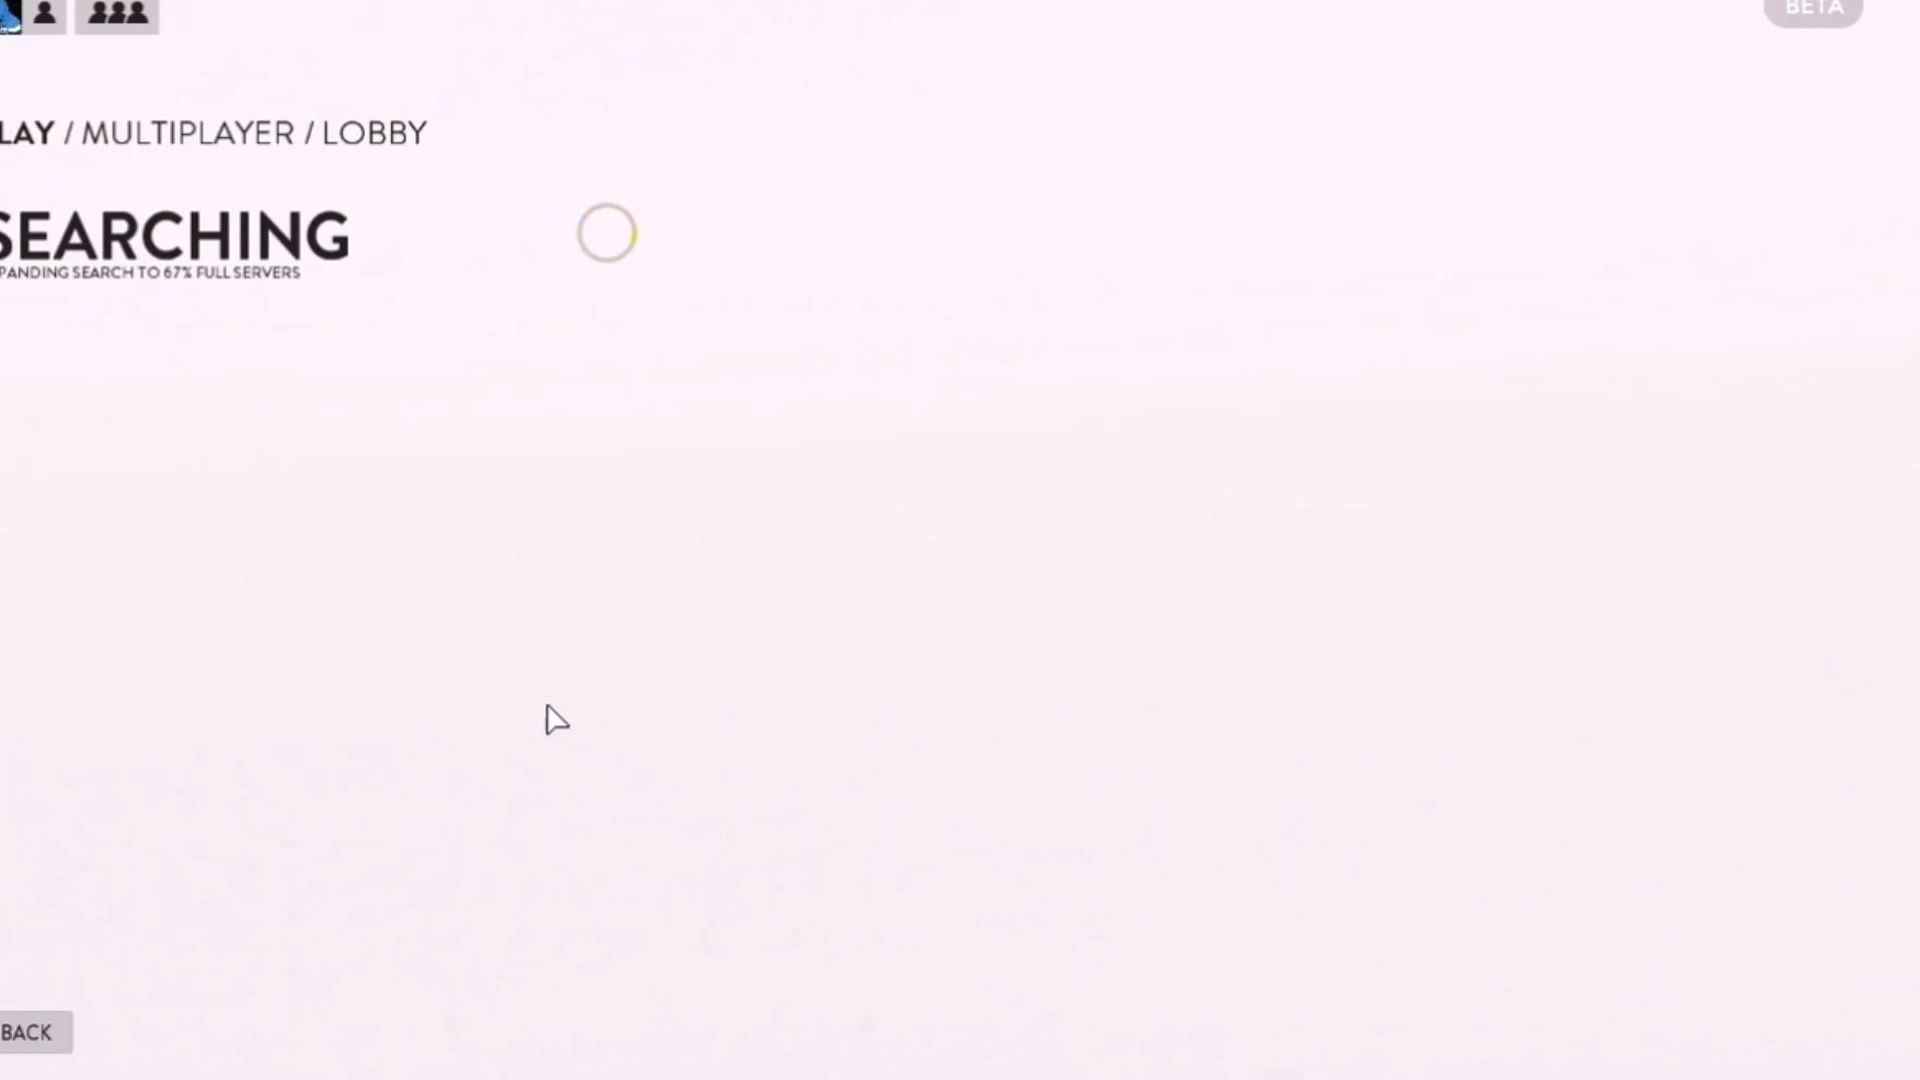 BETA
LAY / MULTIPLAYER / LOBBY
SEARCHING
PANDING SEARCH TO 67% FULL SERVERS
BACK